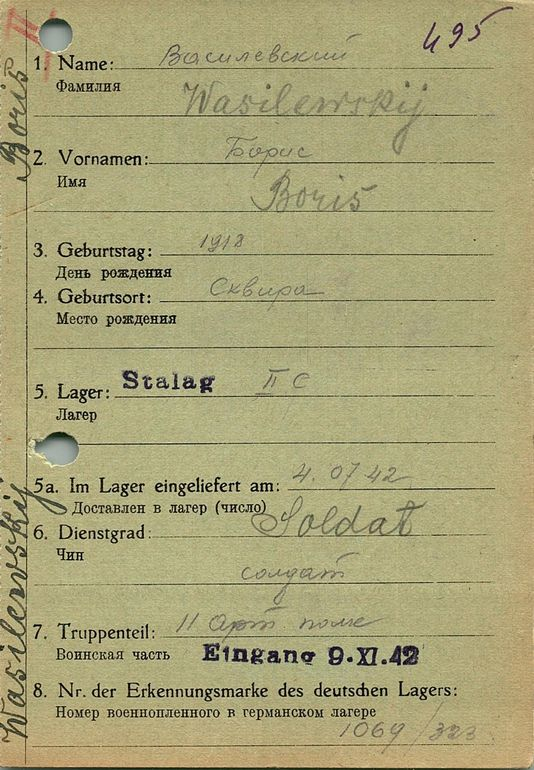 II
495
1. Name: Василевский
Фамилия
Wasilewskij
2. Vornamen: Борис
Имя
Boris
3. Geburtstag: 1918
День рождения
4. Geburtsort: Сквира
Место рождения
5. Lager: Stalag II C
Лагер
5a. Im Lager eingeliefert am: 4. 07 42
Доставлен в лагер (число)
6. Dienstgrad: Soldat
Чин
солдат
7. Truppenteil: 11 арт. полк
Воинская часть Eingang 9. XI. 42
8. Nr. der Erkennungsmarke des deutschen Lagers:
Номер военнопленного в германском лагере
1069/323
Wasilewskij Boris